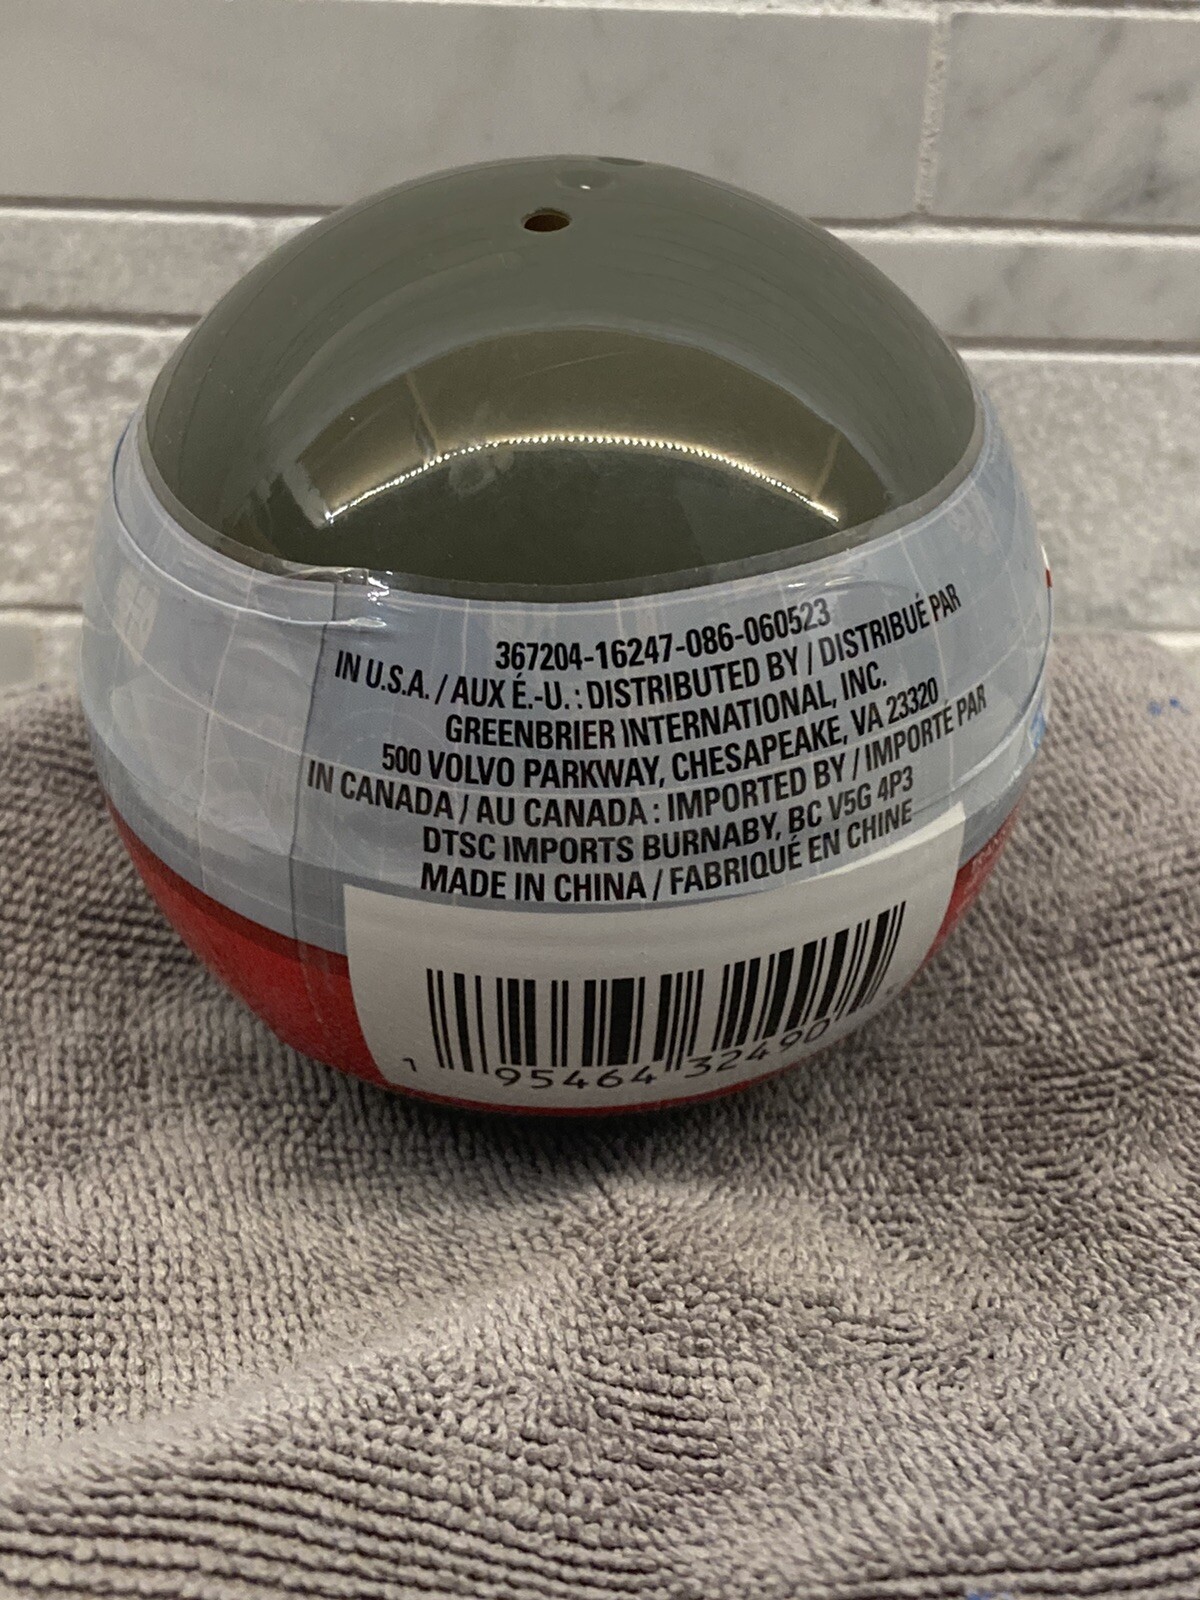 367204-16247-086-060523
IN U.S.A. / AUX É.-U. : DISTRIBUTED BY / DISTRIBUÉ PAR
GREENBRIER INTERNATIONAL, INC.
500 VOLVO PARKWAY, CHESAPEAKE, VA 23320
IN CANADA / AU CANADA : IMPORTED BY / IMPORTÉ PAR
DTSC IMPORTS BURNABY, BC V5G 4P3
MADE IN CHINA / FABRIQUÉ EN CHINE
1 95464 32490